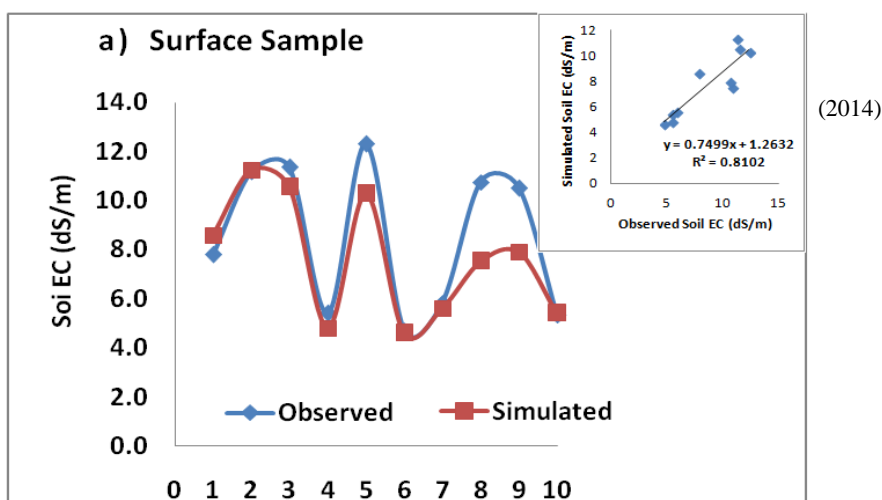 a) Surface Sample
14.0
12.0
10.0
8.0
6.0
4.0
2.0
0.0
Soi EC (dS/m)
Observed
Simulated
0 1 2 3 4 5 6 7 8 9 10
12
10
8
6
4
2
0
Simulated Soil EC (dS/m)
y = 0.7499x + 1.2632
R² = 0.8102
0 5 10 15
Observed Soil EC (dS/m)
(2014)